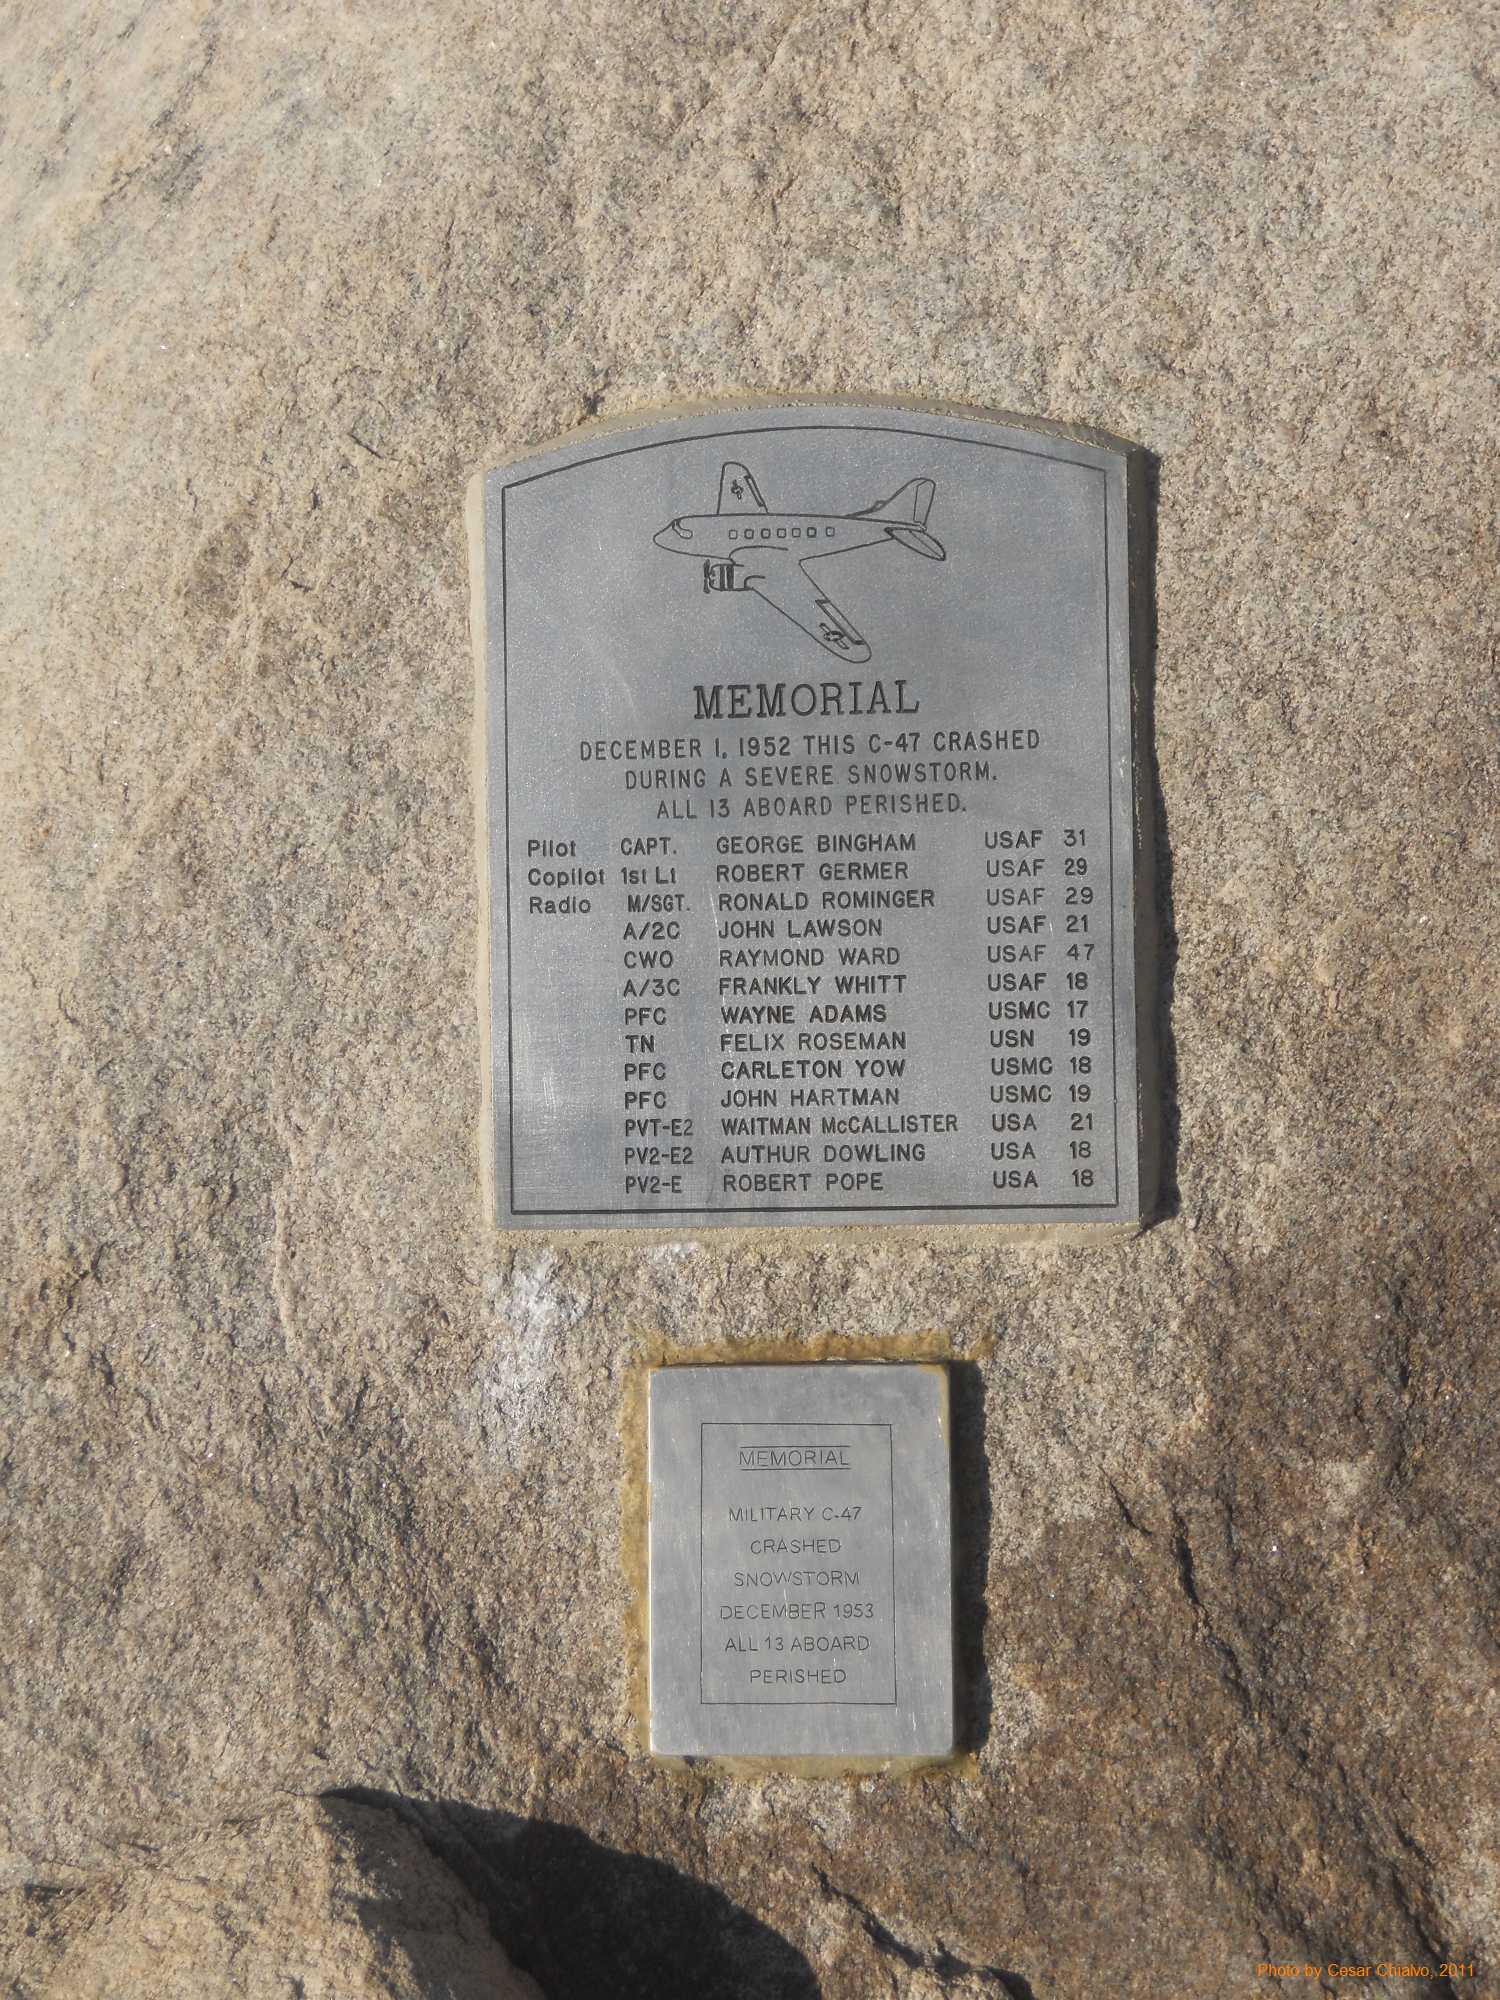 MEMORIAL
DECEMBER 1, 1952 THIS C-47 CRASHED
DURING A SEVERE SNOWSTORM.
ALL 13 ABOARD PERISHED.
Pilot CAPT. GEORGE BINGHAM USAF 31
Copilot 1st Lt ROBERT GERMER USAF 29
Radio M/SGT. RONALD ROMINGER USAF 29
A/2C JOHN LAWSON USAF 21
CWO RAYMOND WARD USAF 47
A/3C FRANKLY WHITT USAF 18
PFC WAYNE ADAMS USMC 17
TN FELIX ROSEMAN USN 19
PFC CARLETON YOW USMC 18
PFC JOHN HARTMAN USMC 19
PVT-E2 WAITMAN McCALLISTER USA 21
PV2-E2 AUTHUR DOWLING USA 18
PV2-E ROBERT POPE USA 18
MEMORIAL
MILITARY C-47
CRASHED
SNOWSTORM
DECEMBER 1953
ALL 13 ABOARD
PERISHED
Photo by Cesar Chialvo, 2011